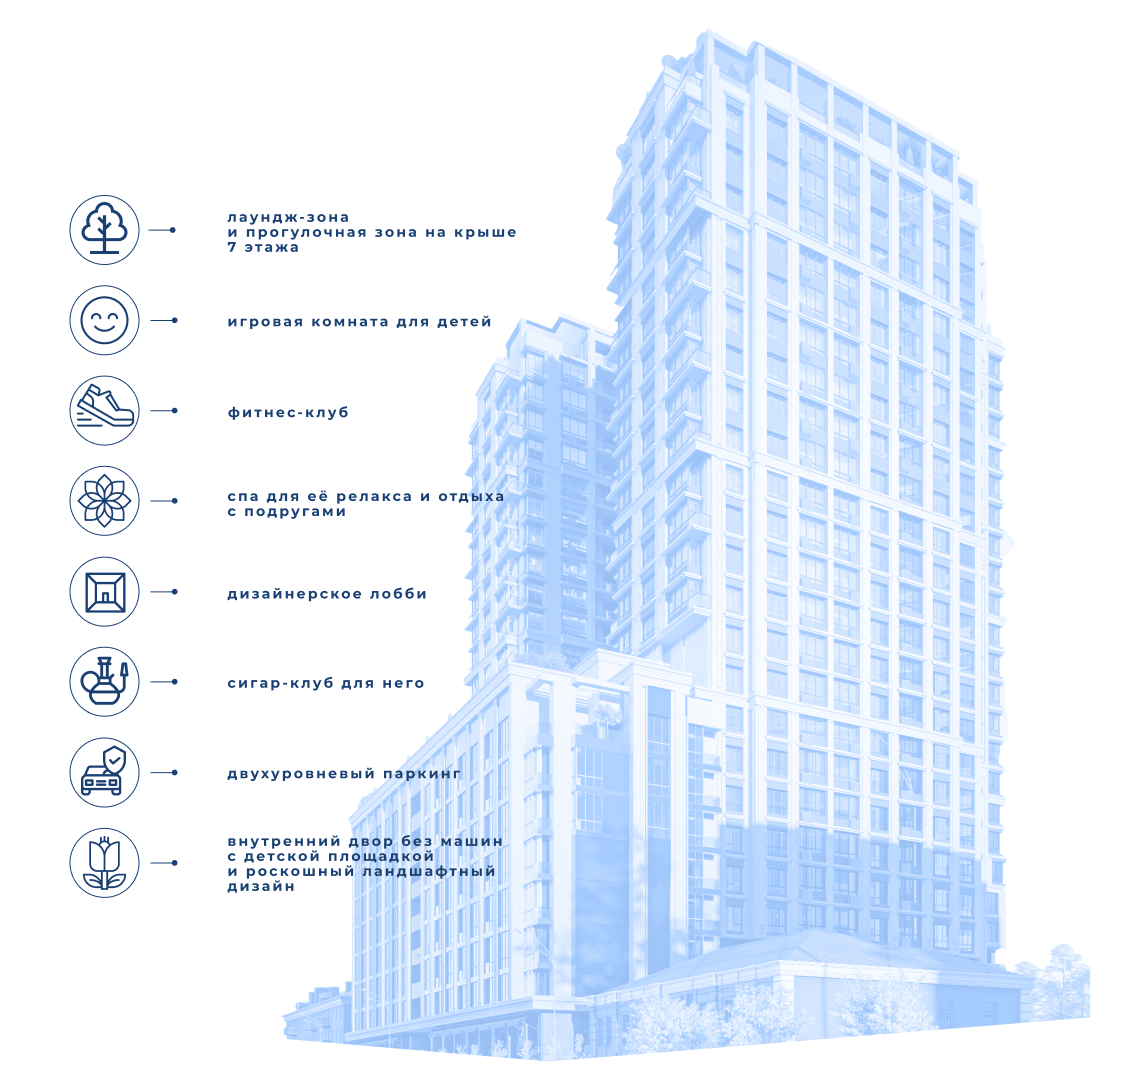 лаундж-зона
и прогулочная зона на крыше
7 этажа
игровая комната для детей
фитнес-клуб
спа для её релакса и отдыха
с подругами
дизайнерское лобби
сигар-клуб для него
двухуровневый паркинг
внутренний двор без машин
с детской площадкой
и роскошный ландшафтный
дизайн